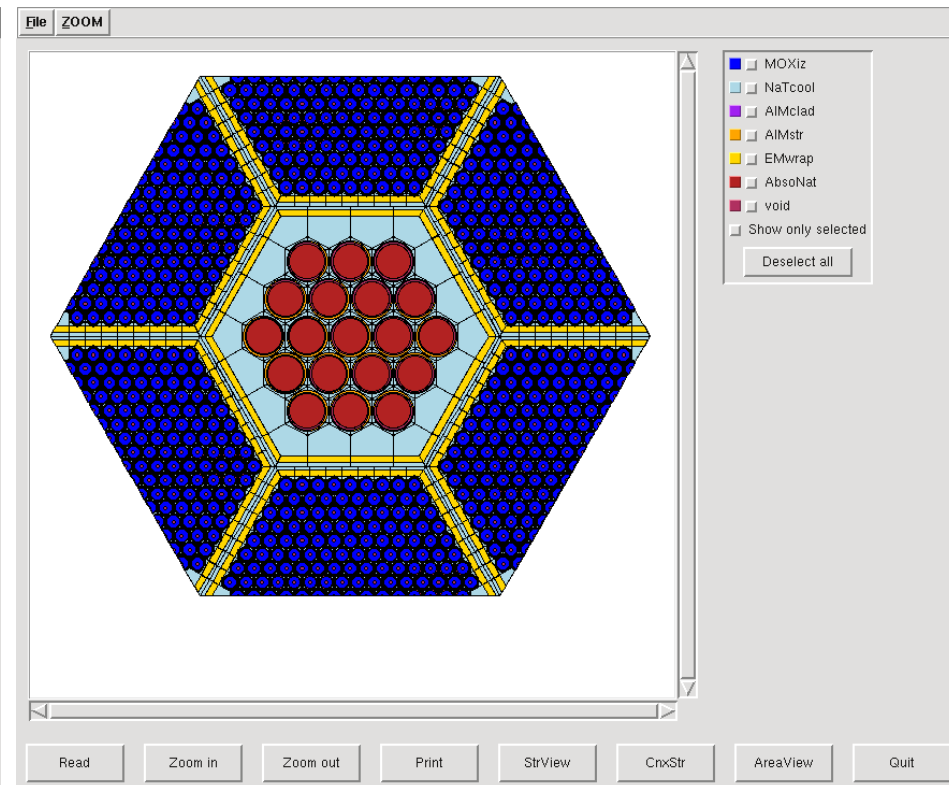 File ZOOM
MOXiz
NaTcool
AIMclad
AIMstr
EMwrap
AbsoNat
void
Show only selected
Deselect all
Read Zoom in Zoom out Print StrView CnxStr AreaView Quit